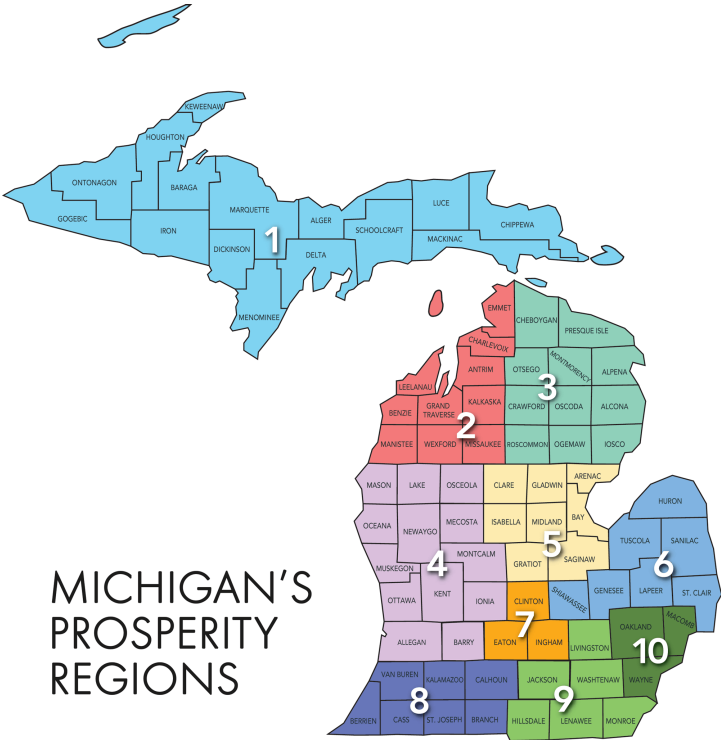 KEWEENAW
HOUGHTON
ONTONAGON
BARAGA
GOGEBIC
IRON
MARQUETTE
DICKINSON
1
ALGER
DELTA
MENOMINEE
SCHOOLCRAFT
LUCE
CHIPPEWA
MACKINAC
EMMET
CHARLEVOIX
ANTRIM
LEELANAU
BENZIE
GRAND
TRAVERSE
KALKASKA
2
MANISTEE
WEXFORD
MISSAUKEE
CHEBOYGAN
PRESQUE ISLE
OTSEGO
MONTMORENCY
ALPENA
3
CRAWFORD
OSCODA
ALCONA
ROSCOMMON
OGEMAW
IOSCO
MASON
LAKE
OSCEOLA
OCEANA
NEWAYGO
MECOSTA
MONTCALM
MUSKEGON
4
OTTAWA
KENT
IONIA
ALLEGAN
BARRY
CLARE
GLADWIN
ARENAC
ISABELLA
MIDLAND
BAY
5
GRATIOT
SAGINAW
HURON
TUSCOLA
SANILAC
6
SHIAWASSEE
GENESEE
LAPEER
ST. CLAIR
CLINTON
7
EATON
INGHAM
LIVINGSTON
OAKLAND
MACOMB
10
WAYNE
VAN BUREN
KALAMAZOO
CALHOUN
8
BERRIEN
CASS
ST. JOSEPH
BRANCH
JACKSON
WASHTENAW
9
HILLSDALE
LENAWEE
MONROE
MICHIGAN'S
PROSPERITY
REGIONS